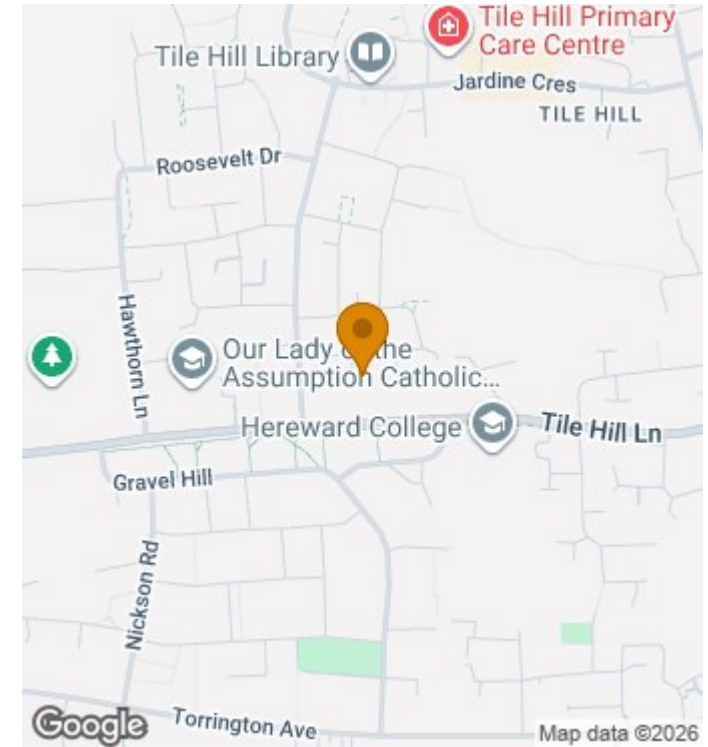 Tile Hill Primary
Care Centre
Tile Hill Library
Jardine Cres
TILE HILL
Roosevelt Dr
Hawthorn Ln
Our Lady of the
Assumption Catholic...
Hereward College
Tile Hill Ln
Gravel Hill
Nickson Rd
Torrington Ave
Google
Map data ©2026